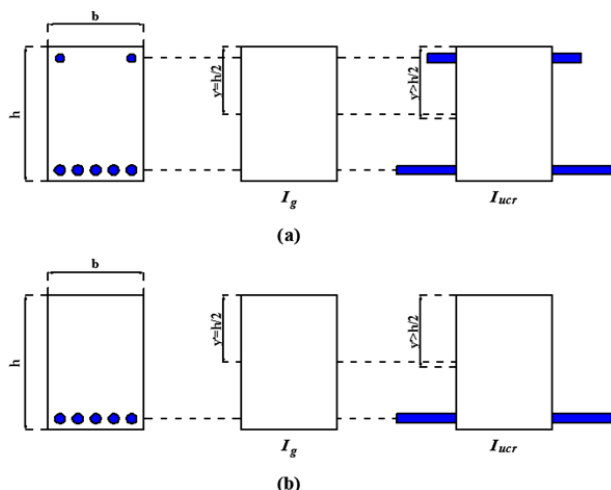 b
h
y'=h/2
y'>h/2
I_g
I_ucr
(a)
b
h
y'=h/2
y'>h/2
I_g
I_ucr
(b)